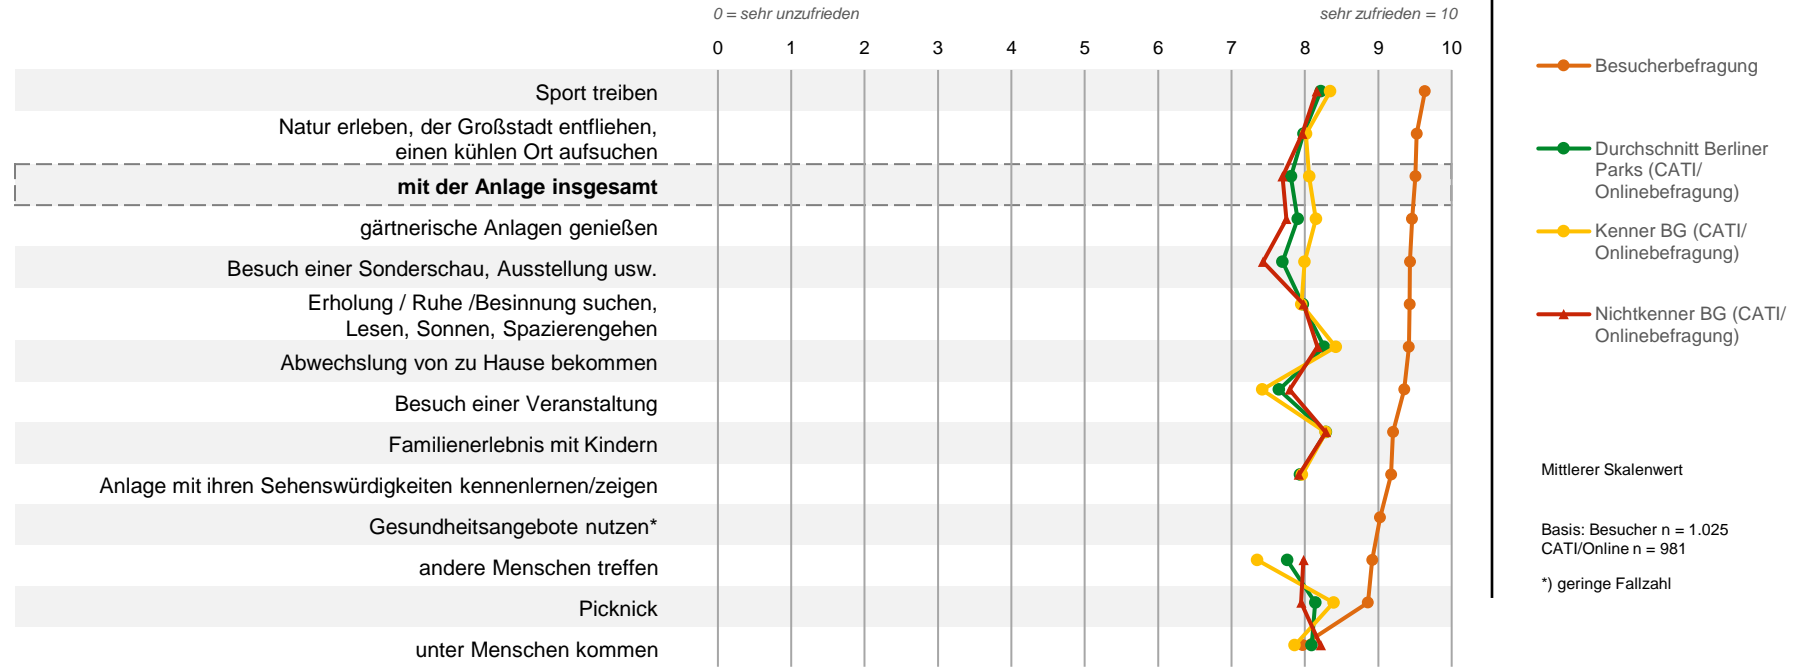 0 = sehr unzufrieden
sehr zufrieden = 10
0 1 2 3 4 5 6 7 8 9 10
Sport treiben
Natur erleben, der Großstadt entfliehen,
einen kühlen Ort aufsuchen
mit der Anlage insgesamt
gärtnerische Anlagen genießen
Besuch einer Sonderschau, Ausstellung usw.
Erholung / Ruhe /Besinnung suchen,
Lesen, Sonnen, Spazierengehen
Abwechslung von zu Hause bekommen
Besuch einer Veranstaltung
Familienerlebnis mit Kindern
Anlage mit ihren Sehenswürdigkeiten kennenlernen/zeigen
Gesundheitsangebote nutzen*
andere Menschen treffen
Picknick
unter Menschen kommen
Besucherbefragung
Durchschnitt Berliner
Parks (CATI/
Onlinebefragung)
Kenner BG (CATI/
Onlinebefragung)
Nichtkenner BG (CATI/
Onlinebefragung)
Mittlerer Skalenwert
Basis: Besucher n = 1.025
CATI/Online n = 981
*) geringe Fallzahl